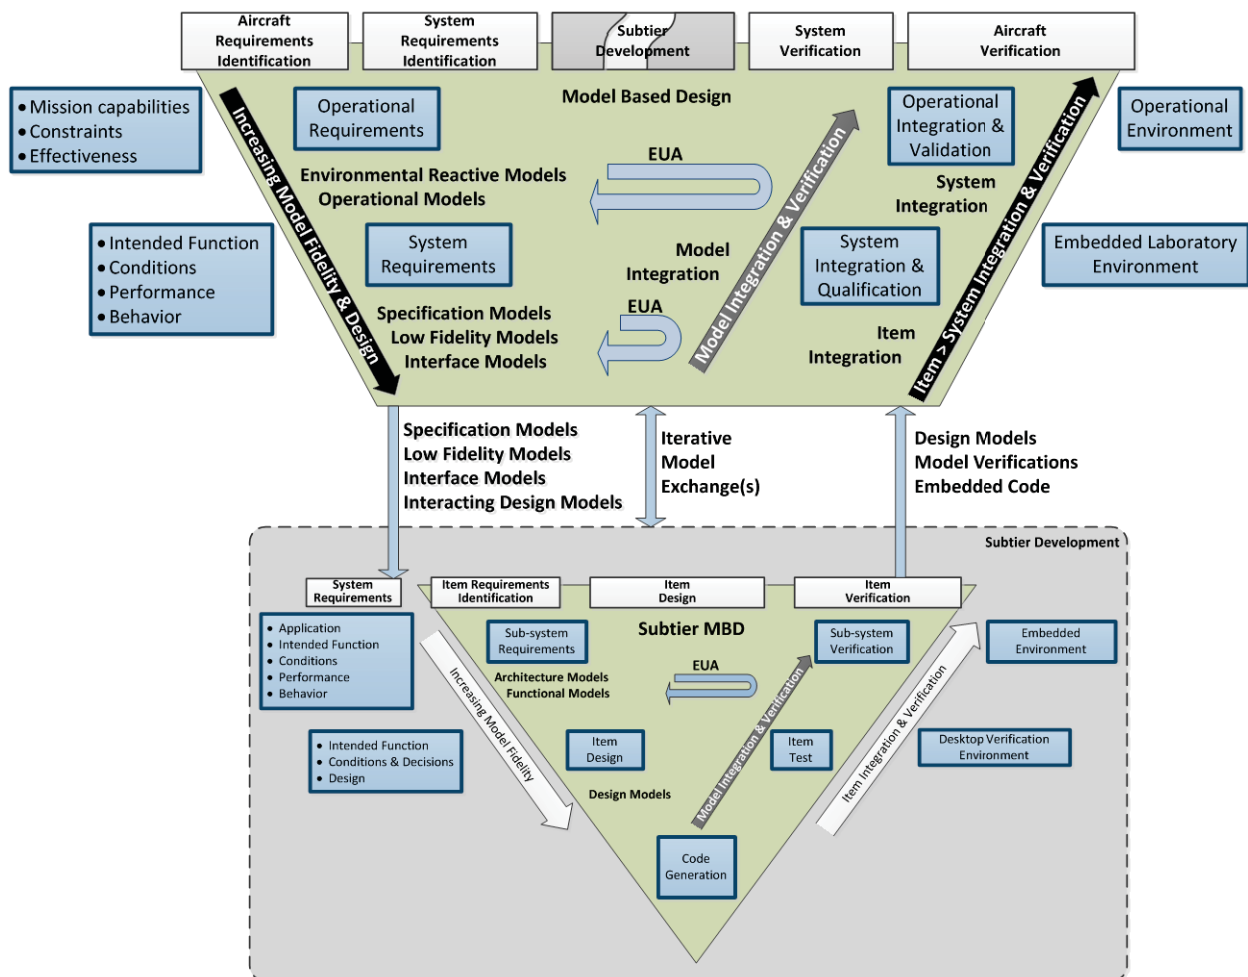 Aircraft
Requirements
Identification
System
Requirements
Identification
Subtier
Development
System
Verification
Aircraft
Verification
Model Based Design
• Mission capabilities
• Constraints
• Effectiveness
Increasing Model Fidelity & Design
Operational
Requirements
EUA
Environmental Reactive Models
Operational Models
Operational
Integration &
Validation
Operational
Environment
System
Integration
• Intended Function
• Conditions
• Performance
• Behavior
System
Requirements
Model
Integration
Model Integration & Verification
System
Integration &
Qualification
Item > System Integration & Verification
Embedded Laboratory
Environment
EUA
Specification Models
Low Fidelity Models
Interface Models
Item
Integration
Specification Models
Low Fidelity Models
Interface Models
Interacting Design Models
Iterative
Model
Exchange(s)
Design Models
Model Verifications
Embedded Code
Subtier Development
System
Requirements
Item Requirements
Identification
Item
Design
Item
Verification
• Application
• Intended Function
• Conditions
• Performance
• Behavior
Increasing Model Fidelity
Sub-system
Requirements
Subtier MBD
Sub-system
Verification
Embedded
Environment
EUA
Architecture Models
Functional Models
Model Integration & Verification
Item Integration & Verification
• Intended Function
• Conditions & Decisions
• Design
Item
Design
Item
Test
Desktop Verification
Environment
Design Models
Code
Generation